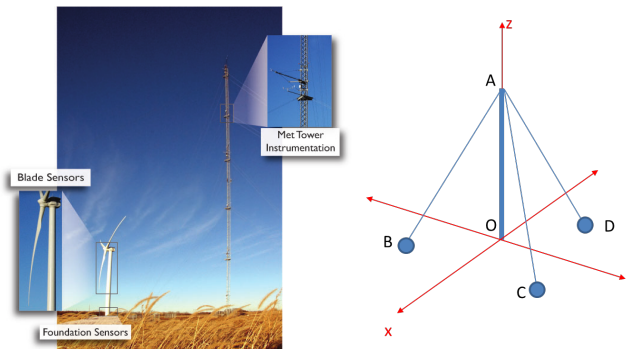 Met Tower
Instrumentation
Blade Sensors
Foundation Sensors
z
A
B
O
D
C
x